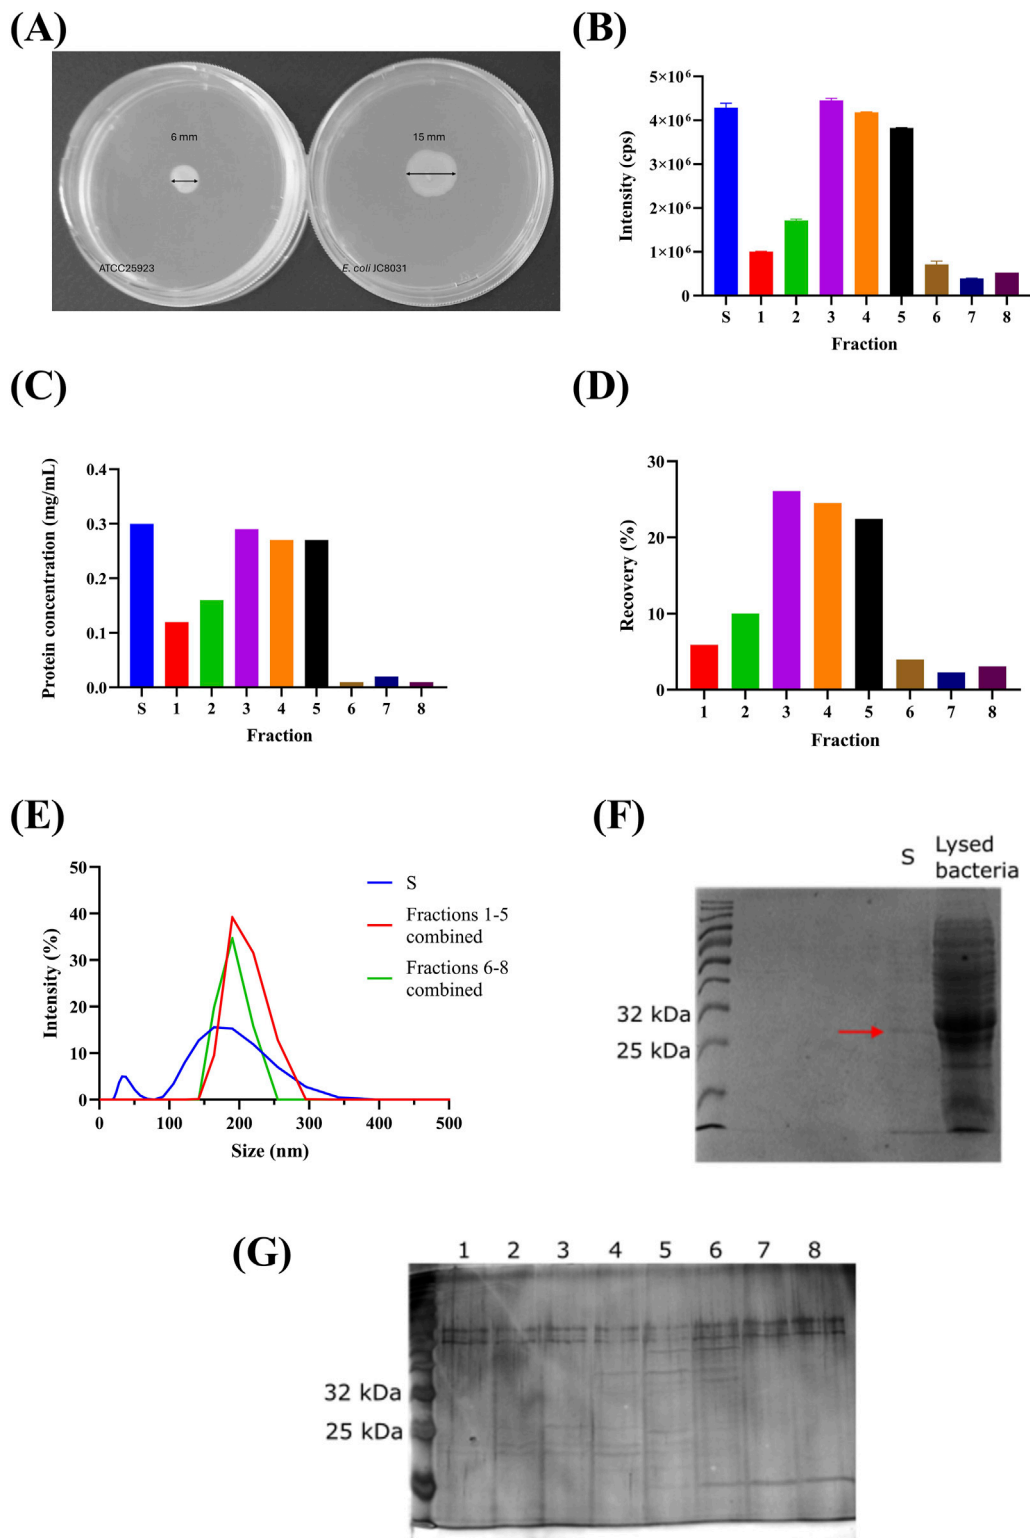 (A)
6 mm
15 mm
ATCC25923
E. coli JC8031
(B)
5×10⁶
4×10⁶
3×10⁶
2×10⁶
1×10⁶
0
Intensity (cps)
S 1 2 3 4 5 6 7 8
Fraction
(C)
0.4
0.3
0.2
0.1
0.0
Protein concentration (mg/mL)
S 1 2 3 4 5 6 7 8
Fraction
(D)
30
20
10
0
Recovery (%)
1 2 3 4 5 6 7 8
Fraction
(E)
50
40
30
20
10
0
Intensity (%)
0 100 200 300 400 500
Size (nm)
S
Fractions 1-5
combined
Fractions 6-8
combined
(F)
S
Lysed
bacteria
32 kDa
25 kDa
(G)
1 2 3 4 5 6 7 8
32 kDa
25 kDa